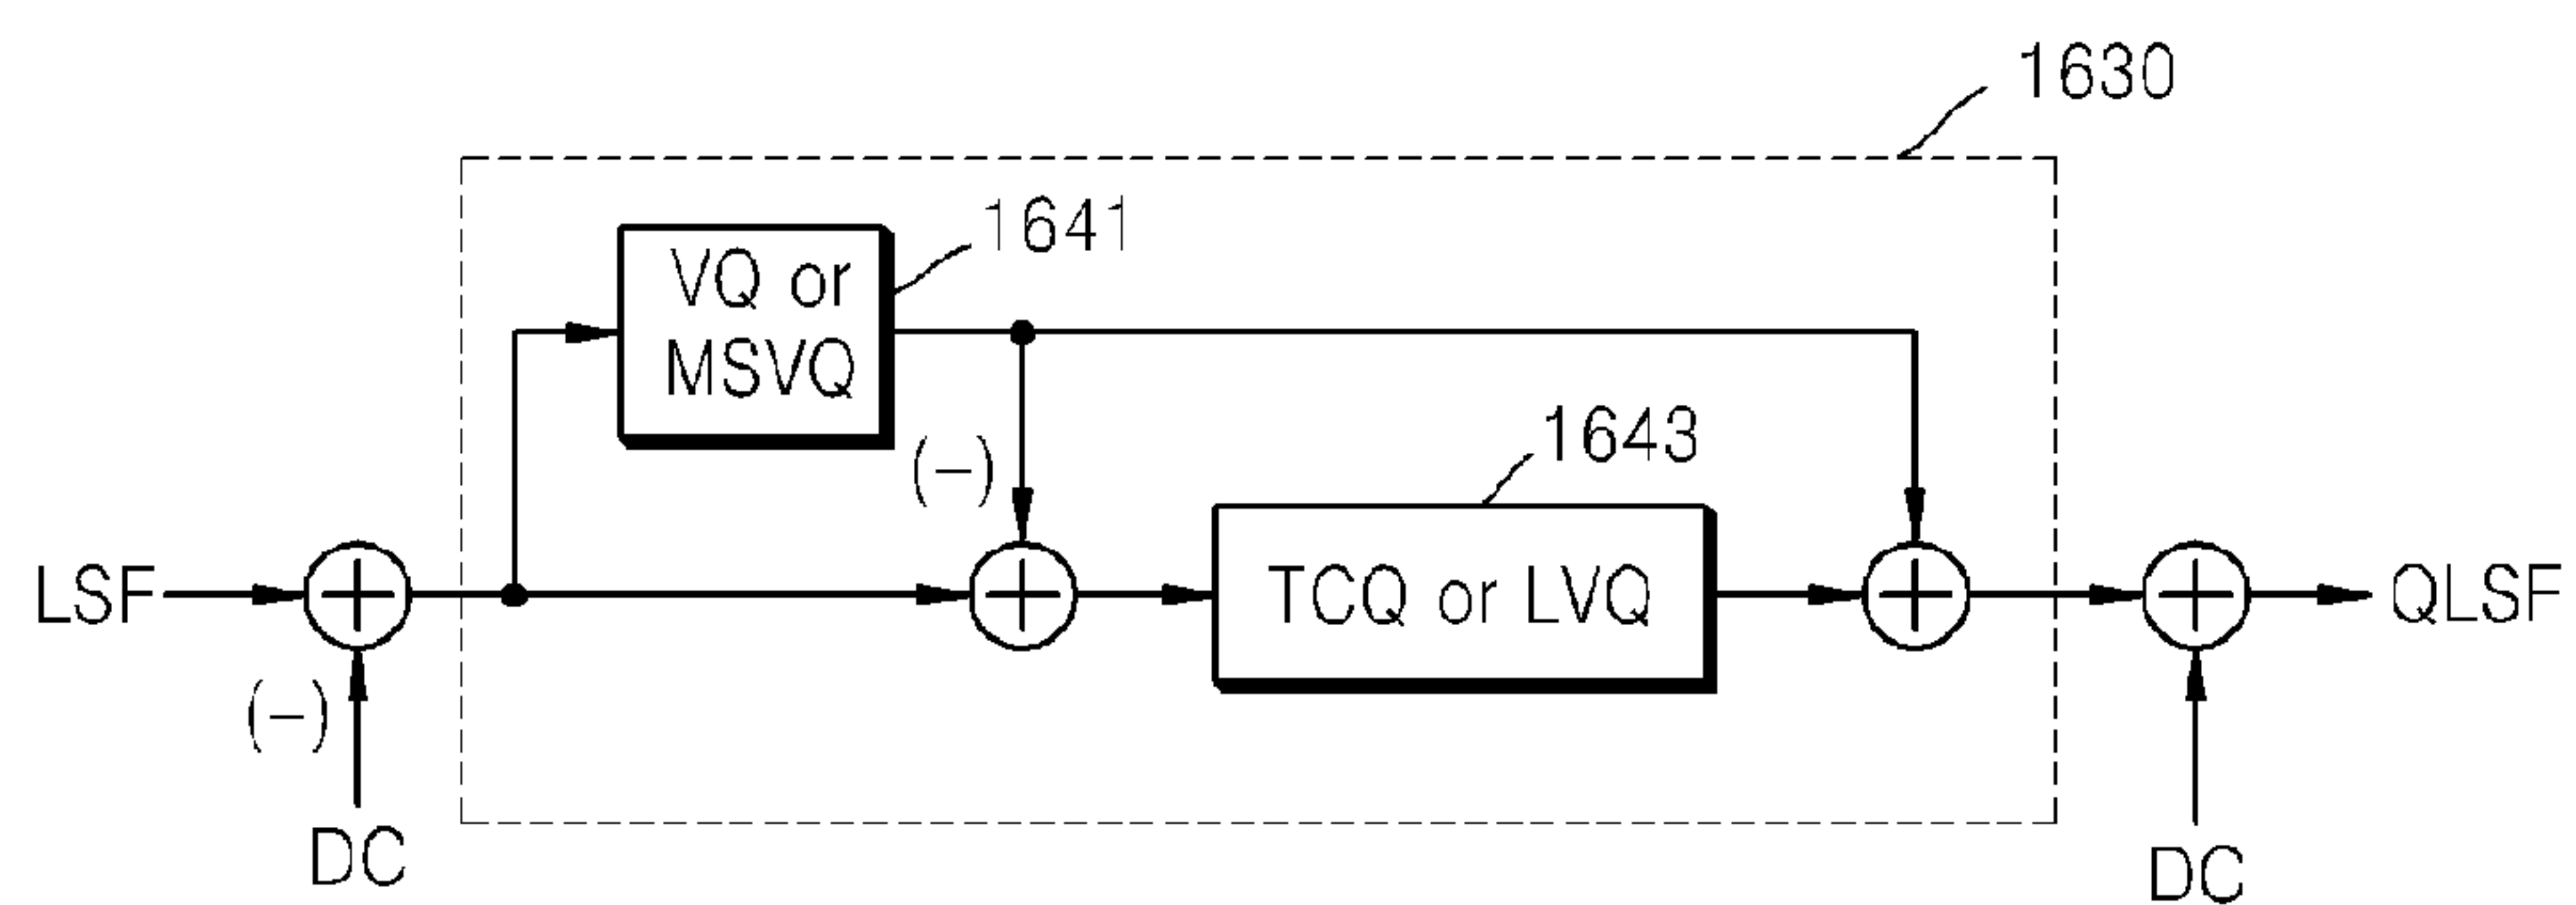 1630
1641
VQ or
MSVQ
(-)
1643
LSF
TCQ or LVQ
QLSF
(-)
DC
DC